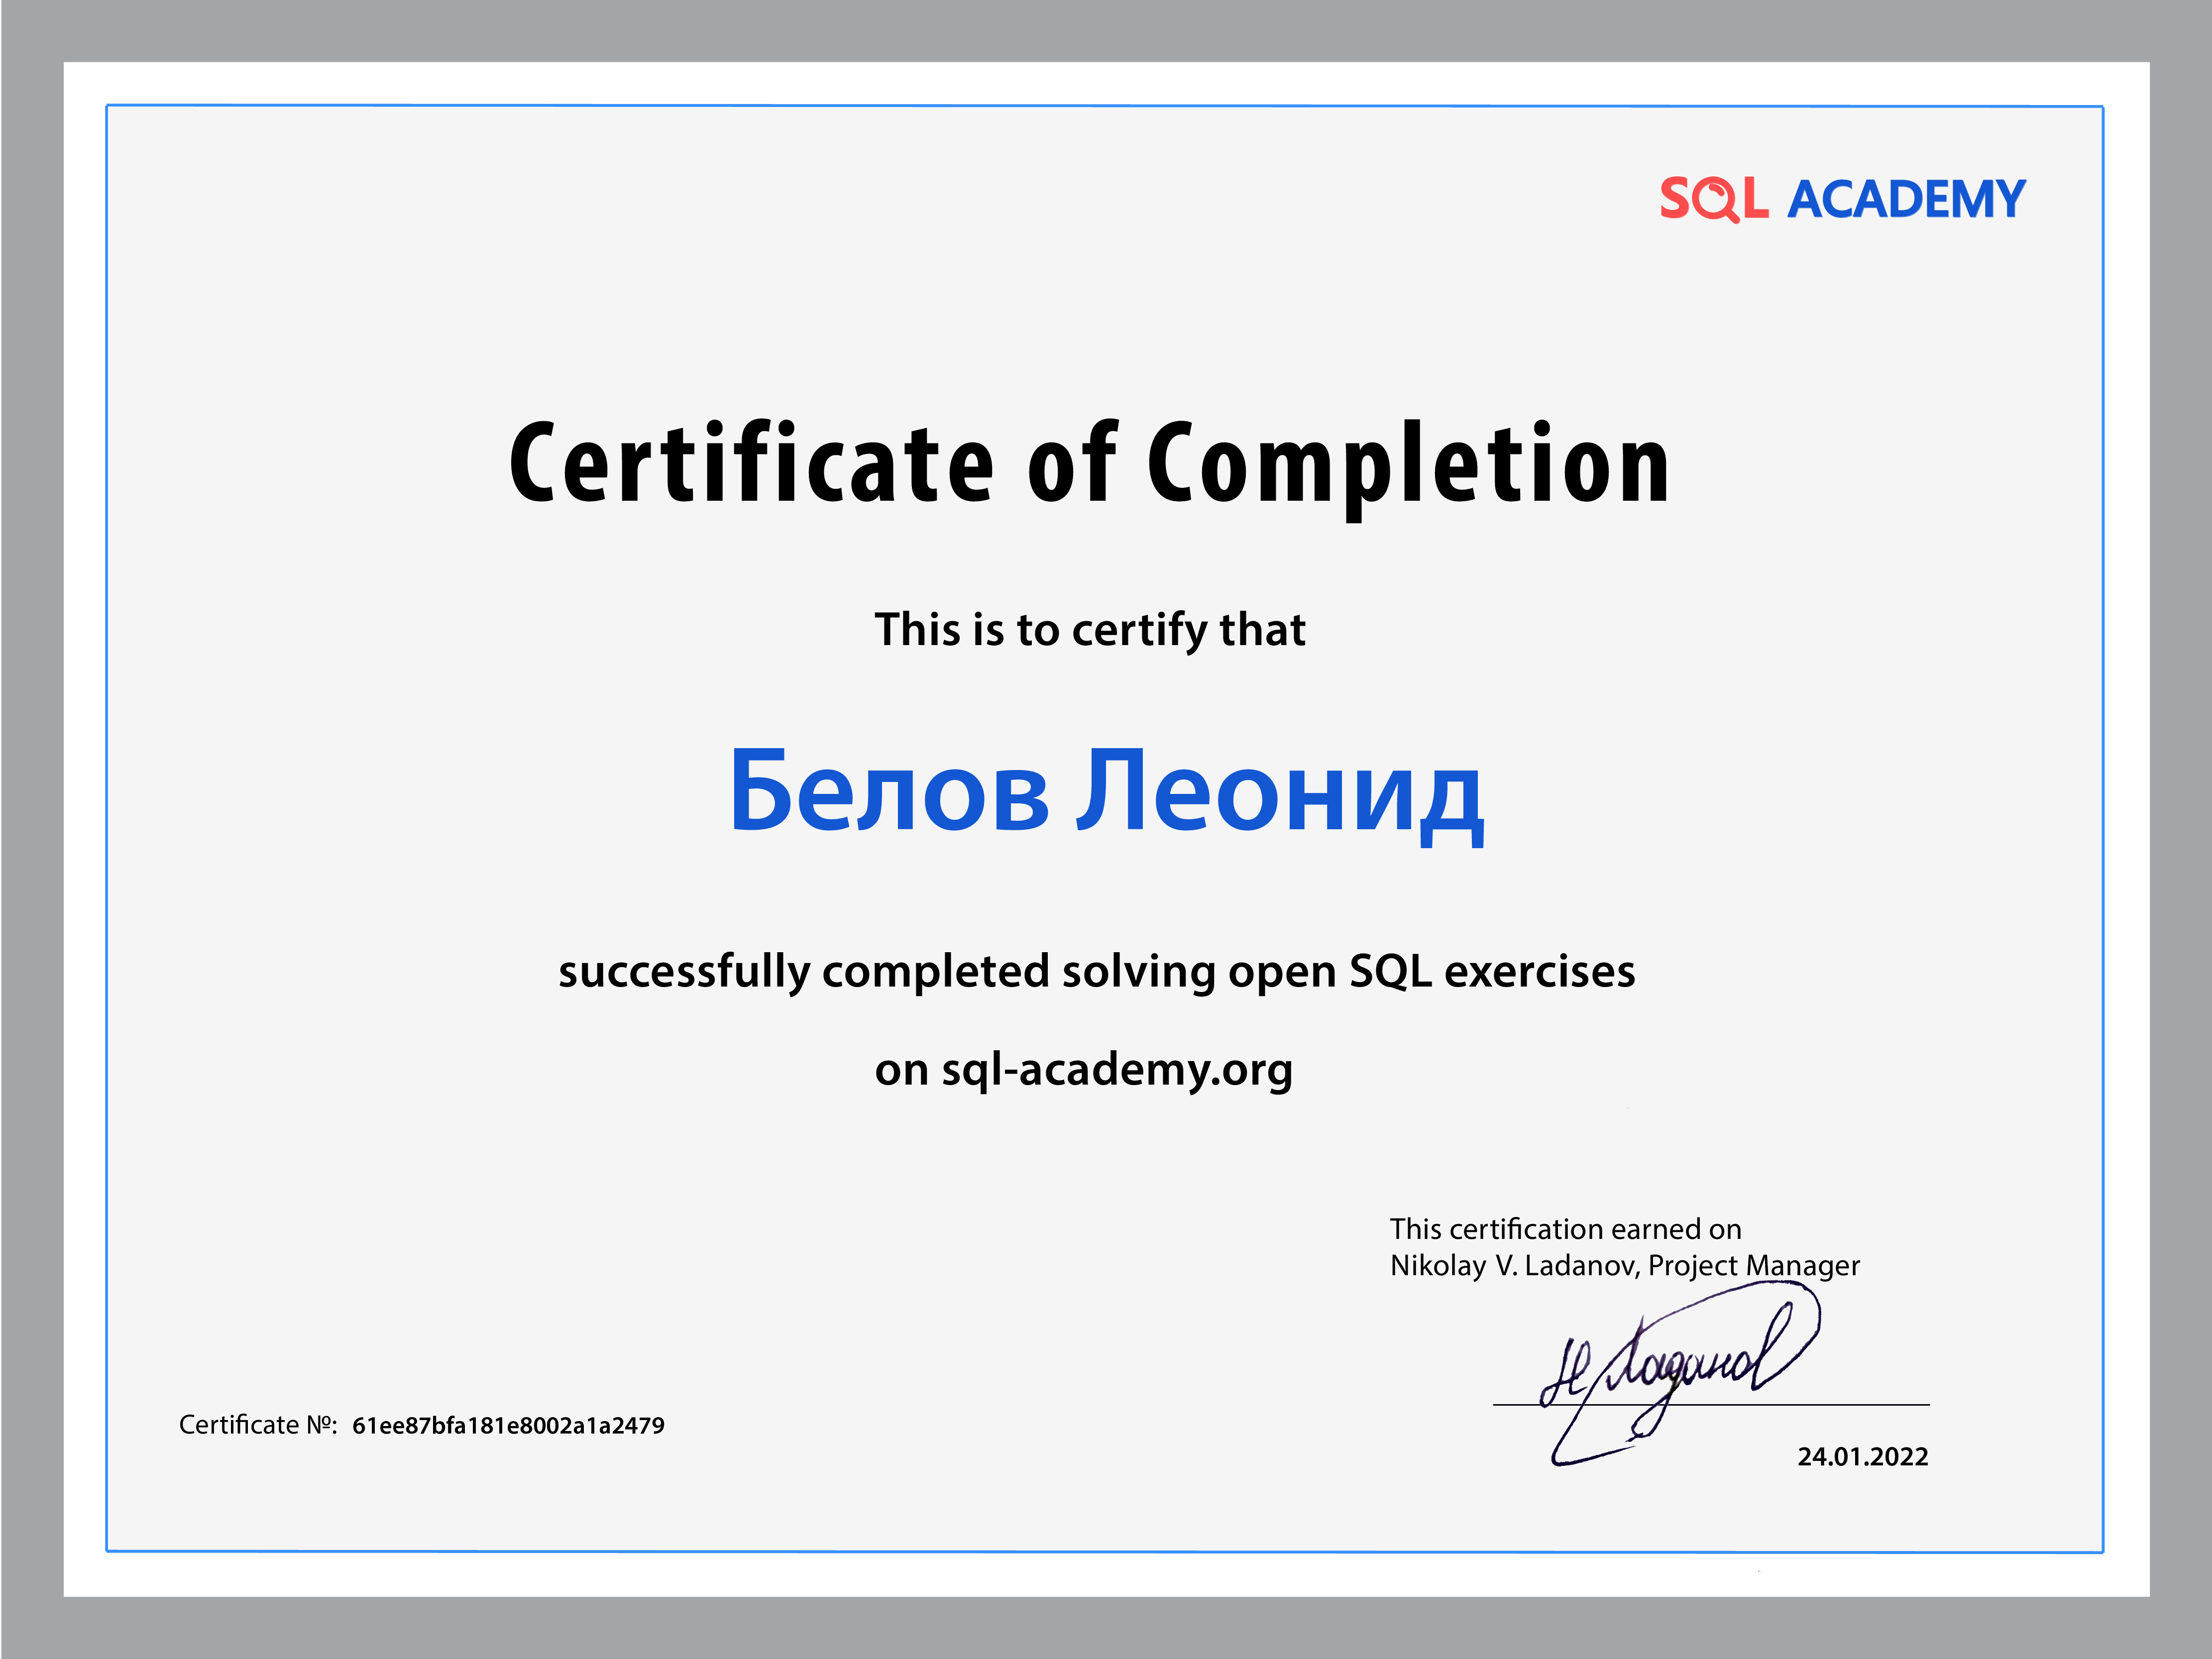 SQL ACADEMY
Certificate of Completion
This is to certify that
Белов Леонид
successfully completed solving open SQL exercises
on sql-academy.org
This certification earned on
Nikolay V. Ladanov, Project Manager
Н Ладанов
Certificate №: 61ee87bfa181e8002a1a2479
24.01.2022